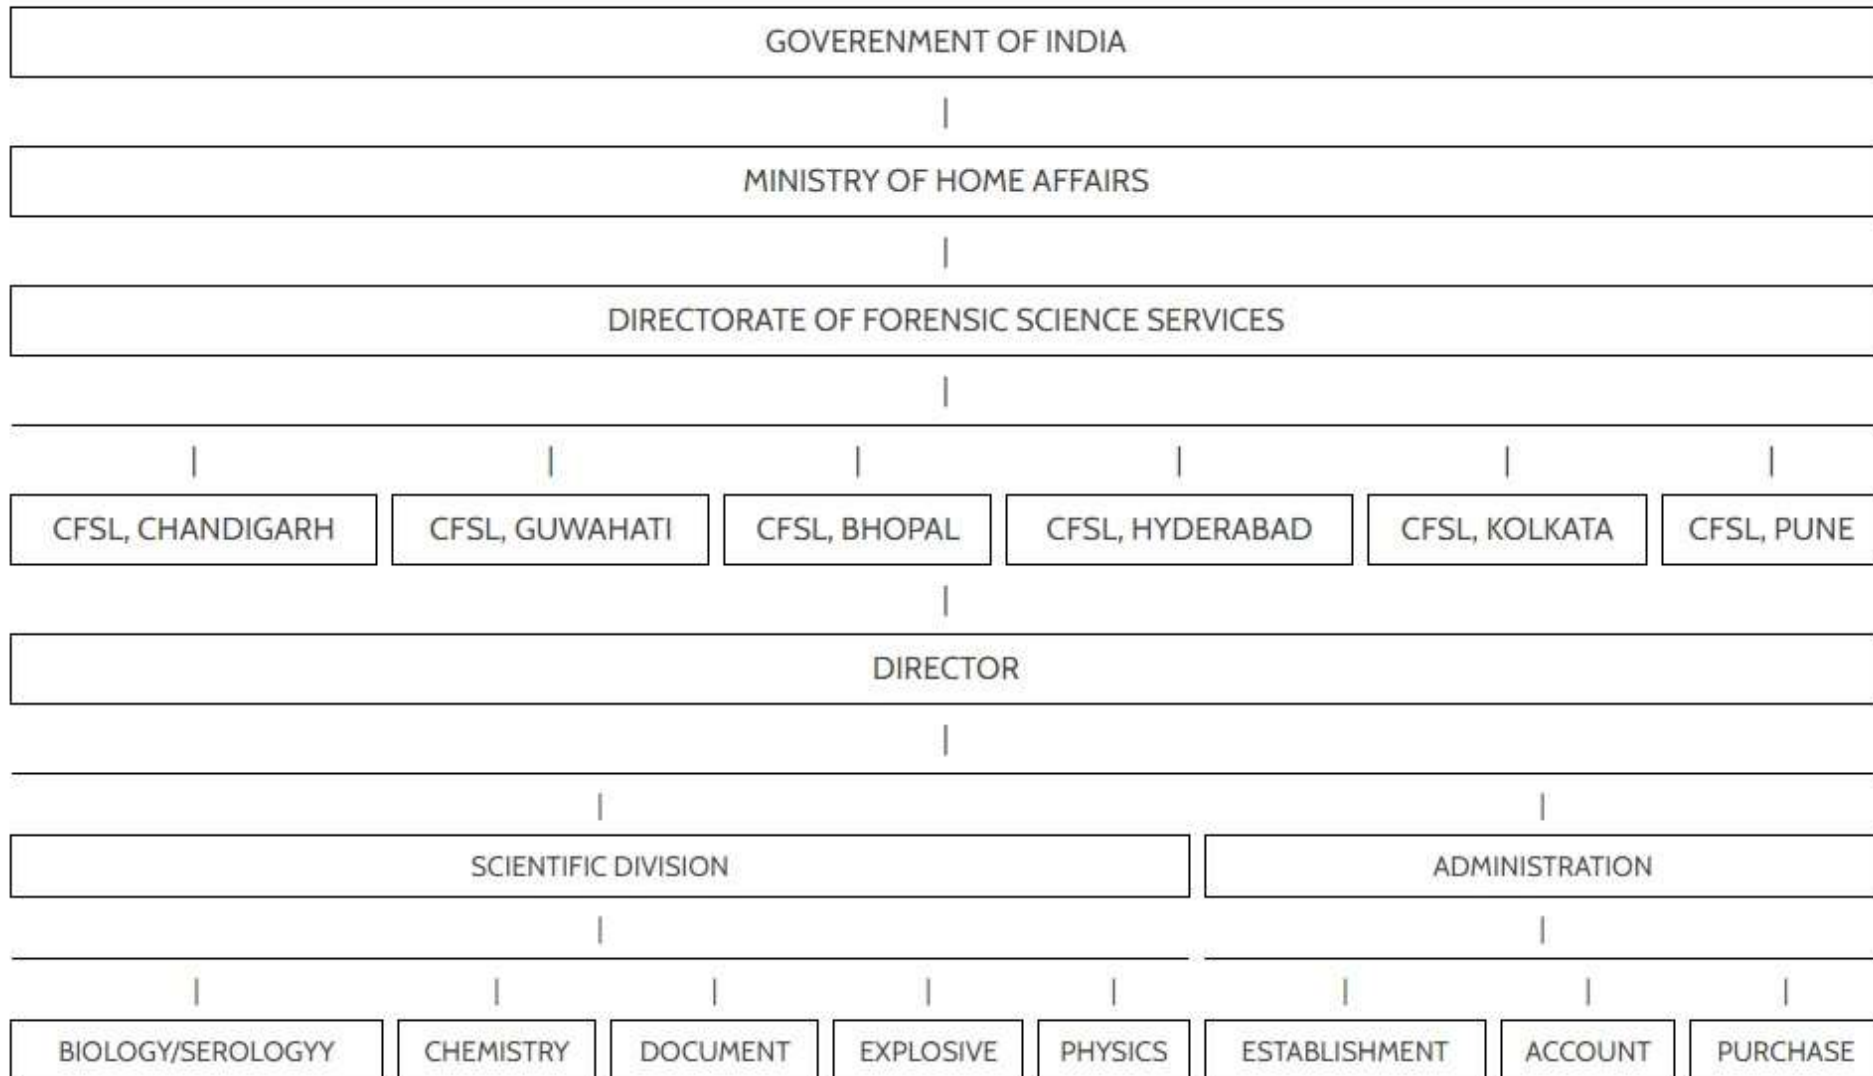 GOVERENMENT OF INDIA
MINISTRY OF HOME AFFAIRS
DIRECTORATE OF FORENSIC SCIENCE SERVICES
CFSL, CHANDIGARH CFSL, GUWAHATI CFSL, BHOPAL CFSL, HYDERABAD CFSL, KOLKATA CFSL, PUNE
DIRECTOR
SCIENTIFIC DIVISION ADMINISTRATION
BIOLOGY/SEROLOGYY CHEMISTRY DOCUMENT EXPLOSIVE PHYSICS ESTABLISHMENT ACCOUNT PURCHASE